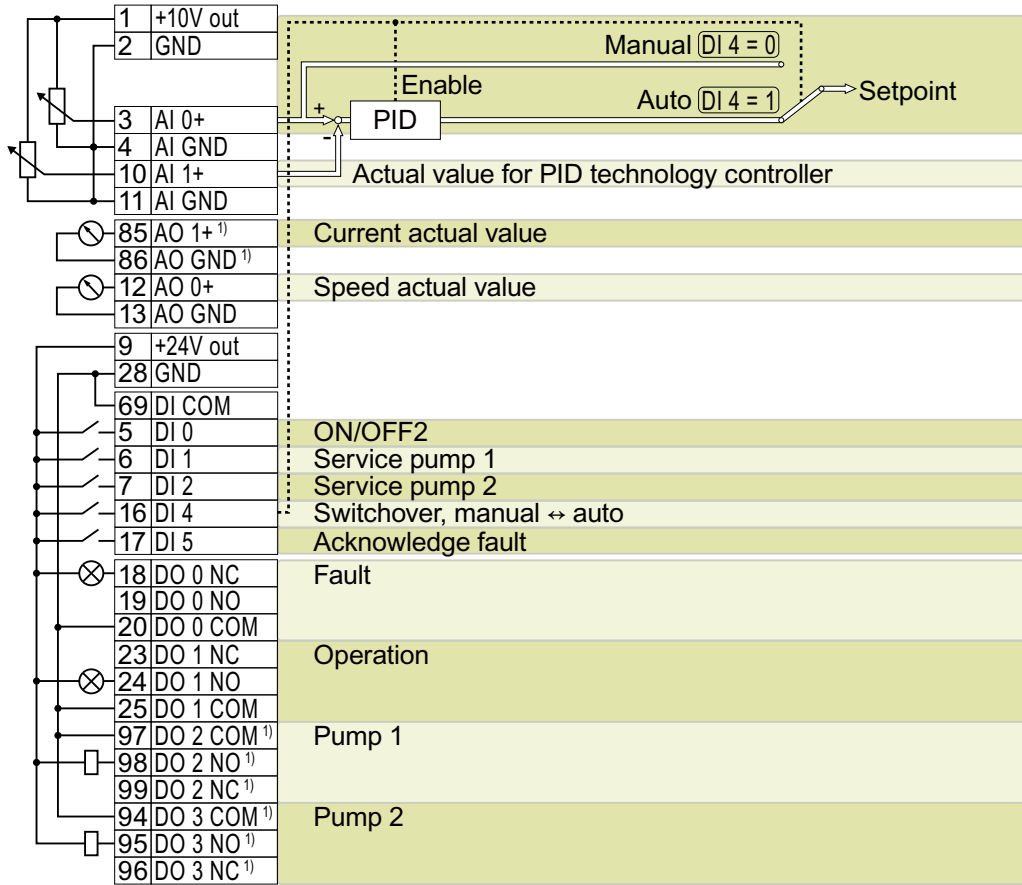 1 +10V out
2 GND
Manual DI 4 = 0
Enable
Auto DI 4 = 1
Setpoint
+
PID
-
3 AI 0+
4 AI GND
10 AI 1+ Actual value for PID technology controller
11 AI GND
85 AO 1+ 1) Current actual value
86 AO GND 1)
12 AO 0+ Speed actual value
13 AO GND
9 +24V out
28 GND
69 DI COM
5 DI 0 ON/OFF2
6 DI 1 Service pump 1
7 DI 2 Service pump 2
16 DI 4 Switchover, manual ↔ auto
17 DI 5 Acknowledge fault
18 DO 0 NC Fault
19 DO 0 NO
20 DO 0 COM
23 DO 1 NC Operation
24 DO 1 NO
25 DO 1 COM
97 DO 2 COM 1) Pump 1
98 DO 2 NO 1)
99 DO 2 NC 1)
94 DO 3 COM 1) Pump 2
95 DO 3 NO 1)
96 DO 3 NC 1)